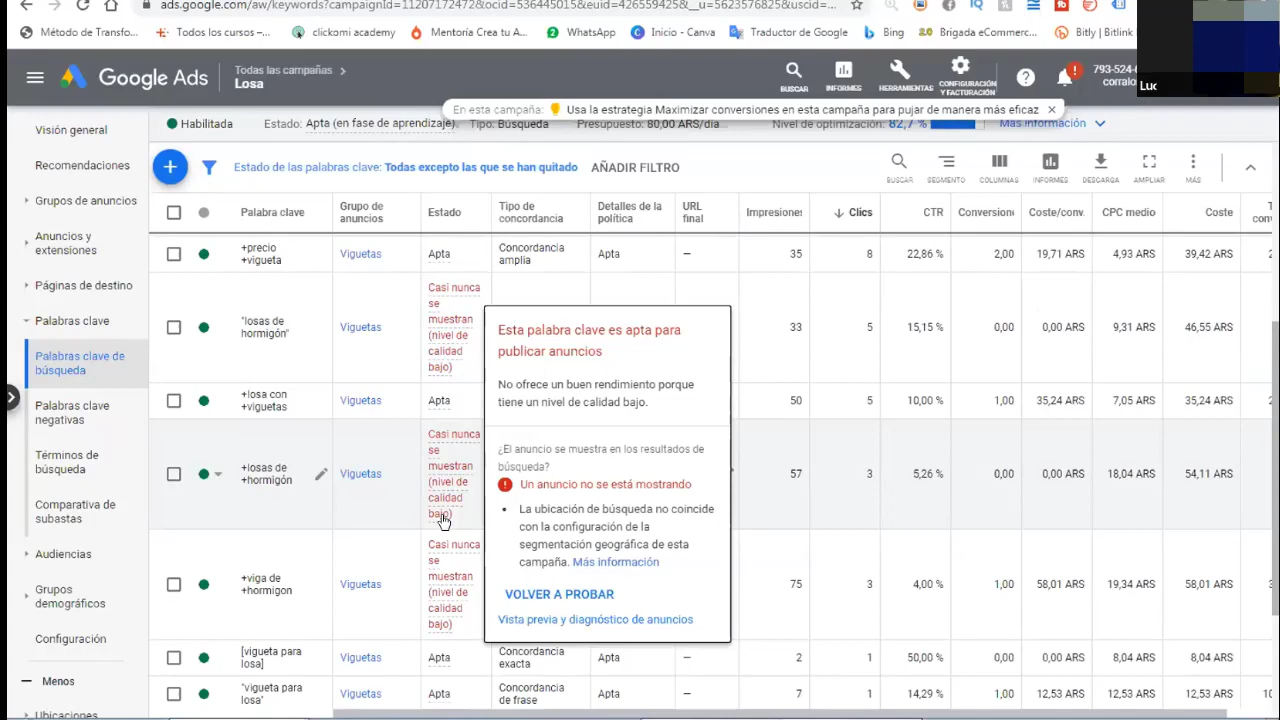 ads.google.com/aw/keywords?campaignId=11207172472&ocid=536445015&euid=426559425&__u=5623576825&uscid=...
Método de Transfo...
Todos los cursos –...
clickomi academy
Mentoría Crea tu A...
WhatsApp
Inicio - Canva
Traductor de Google
Bing
Brigada eCommerc...
Bitly | Bitlink
Google Ads
Todas las campañas
Losa
BUSCAR
INFORMES
HERRAMIENTAS
CONFIGURACIÓN Y FACTURACIÓN
793-524-
corralo
Luc
En esta campaña: Usa la estrategia Maximizar conversiones en esta campaña para pujar de manera más eficaz
Habilitada Estado: Apta (en fase de aprendizaje) Tipo: Búsqueda Presupuesto: 80,00 ARS/día Nivel de optimización: 82,7 % Más información
Estado de las palabras clave: Todas excepto las que se han quitado AÑADIR FILTRO
BUSCAR
SEGMENTO
COLUMNAS
INFORMES
DESCARGA
AMPLIAR
MÁS
Visión general
Recomendaciones
Grupos de anuncios
Anuncios y extensiones
Páginas de destino
Palabras clave
Palabras clave de búsqueda
Palabras clave negativas
Términos de búsqueda
Comparativa de subastas
Audiencias
Grupos demográficos
Configuración
Menos
Ubicaciones
Palabra clave Grupo de anuncios Estado Tipo de concordancia Detalles de la política URL final Impresiones Clics CTR Conversione Coste/conv. CPC medio Coste
+precio +vigueta Viguetas Apta Concordancia amplia Apta — 35 8 22,86 % 2,00 19,71 ARS 4,93 ARS 39,42 ARS
"losas de hormigón" Viguetas Casi nunca se muestran (nivel de calidad bajo) 33 5 15,15 % 0,00 0,00 ARS 9,31 ARS 46,55 ARS
+losa con +viguetas Viguetas Apta 50 5 10,00 % 1,00 35,24 ARS 7,05 ARS 35,24 ARS
+losas de +hormigón Viguetas Casi nunca se muestran (nivel de calidad bajo) 57 3 5,26 % 0,00 0,00 ARS 18,04 ARS 54,11 ARS
+viga de +hormigon Viguetas Casi nunca se muestran (nivel de calidad bajo) 75 3 4,00 % 1,00 58,01 ARS 19,34 ARS 58,01 ARS
[vigueta para losa] Viguetas Apta Concordancia exacta Apta — 2 1 50,00 % 0,00 0,00 ARS 8,04 ARS 8,04 ARS
"vigueta para losa" Viguetas Apta Concordancia de frase Apta — 7 1 14,29 % 1,00 12,53 ARS 12,53 ARS 12,53 ARS
Esta palabra clave es apta para
publicar anuncios
No ofrece un buen rendimiento porque
tiene un nivel de calidad bajo.
¿El anuncio se muestra en los resultados de
búsqueda?
Un anuncio no se está mostrando
• La ubicación de búsqueda no coincide
con la configuración de la
segmentación geográfica de esta
campaña. Más información
VOLVER A PROBAR
Vista previa y diagnóstico de anuncios